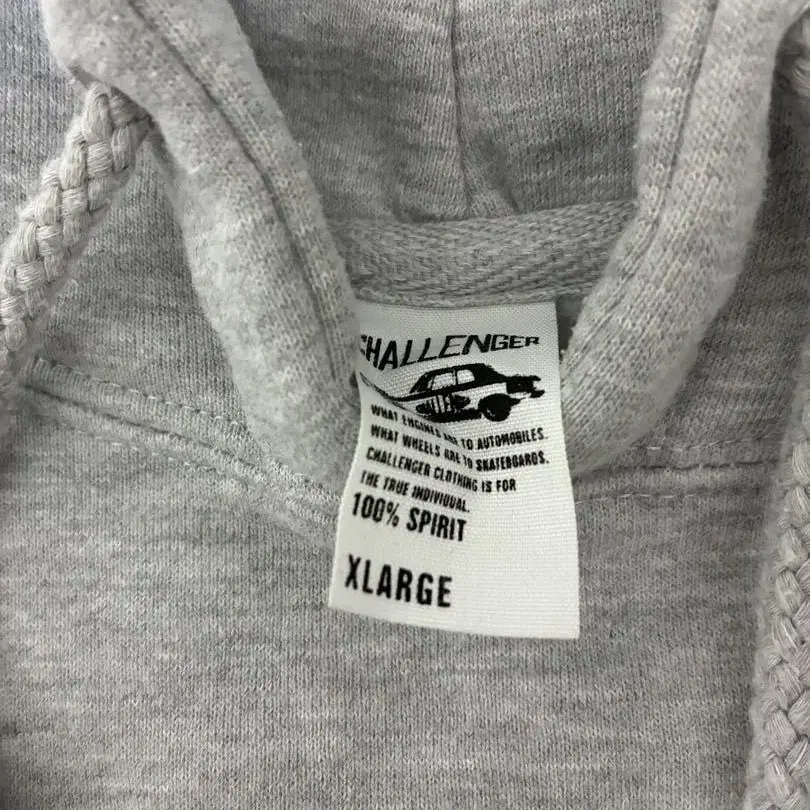 CHALLENGER
WHAT ENGINES ARE TO AUTOMOBILES.
WHAT WHEELS ARE TO SKATEBOARDS.
CHALLENGER CLOTHING IS FOR
THE TRUE INDIVIDUAL.
100% SPIRIT
XLARGE